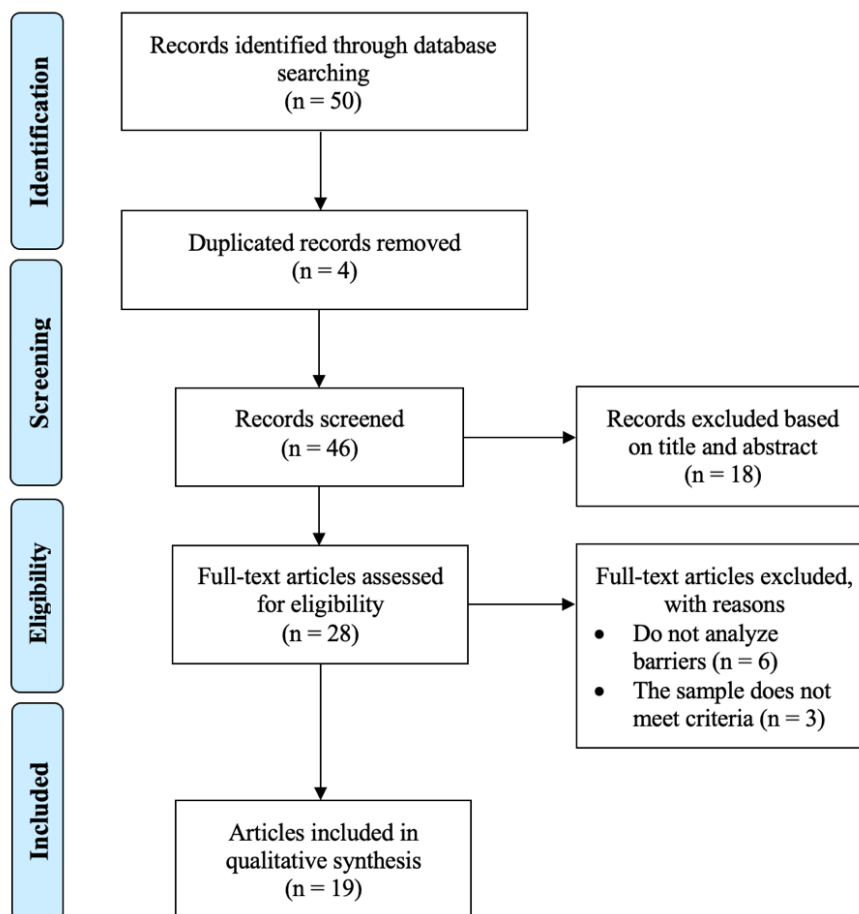 Identification
Records identified through database
searching
(n = 50)
Duplicated records removed
(n = 4)
Screening
Records screened
(n = 46)
Records excluded based
on title and abstract
(n = 18)
Eligibility
Full-text articles assessed
for eligibility
(n = 28)
Full-text articles excluded,
with reasons
• Do not analyze
barriers (n = 6)
• The sample does not
meet criteria (n = 3)
Included
Articles included in
qualitative synthesis
(n = 19)